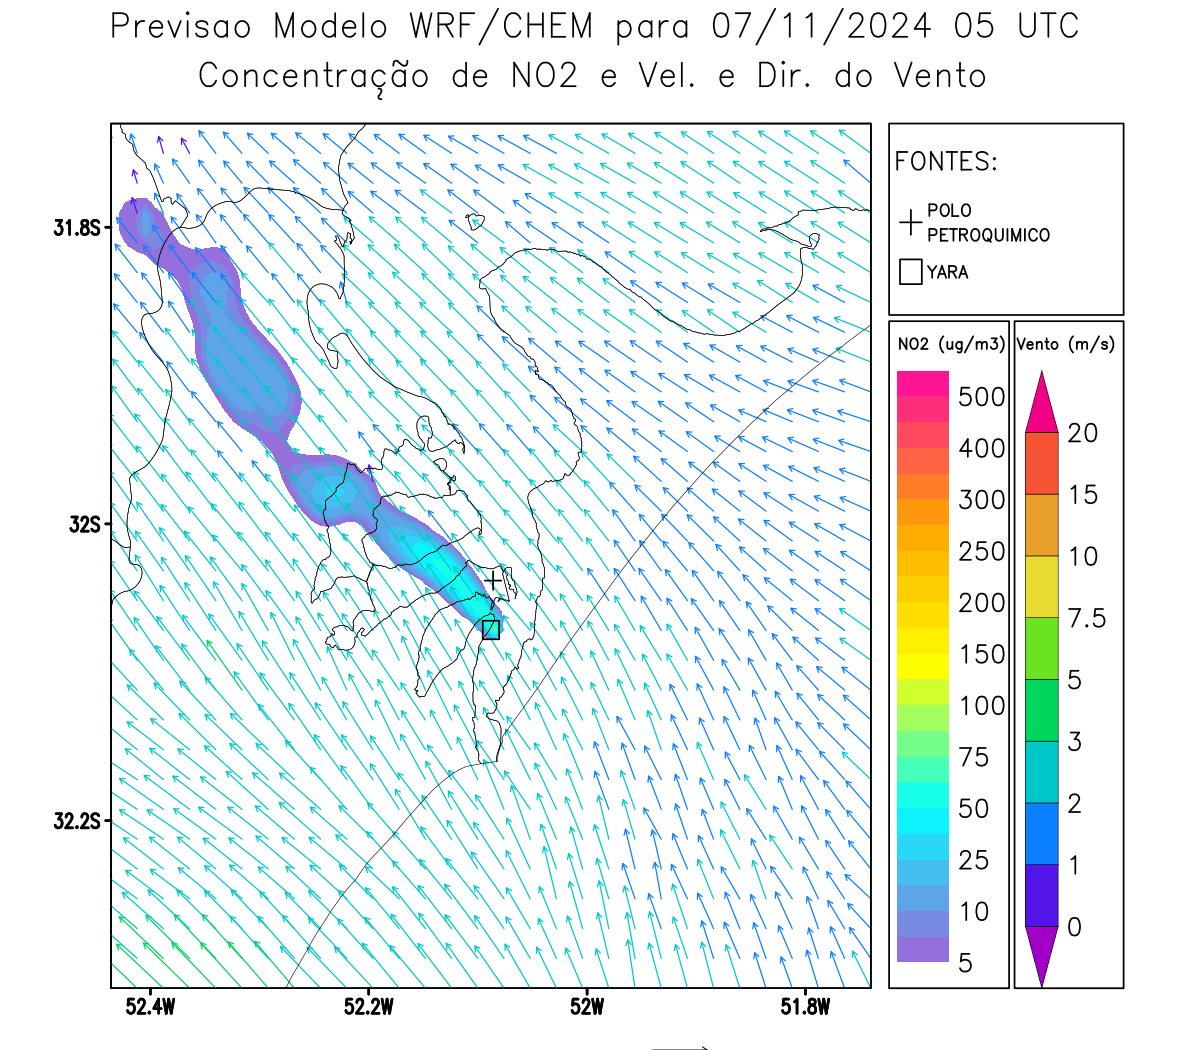 Previsao Modelo WRF/CHEM para 07/11/2024 05 UTC
Concentração de NO2 e Vel. e Dir. do Vento
FONTES:
POLO
PETROQUIMICO
YARA
NO2 (ug/m3)
500
400
300
250
200
150
100
75
50
25
10
5
Vento (m/s)
20
15
10
7.5
5
3
2
1
0
31.8S
32S
32.2S
52.4W
52.2W
52W
51.8W